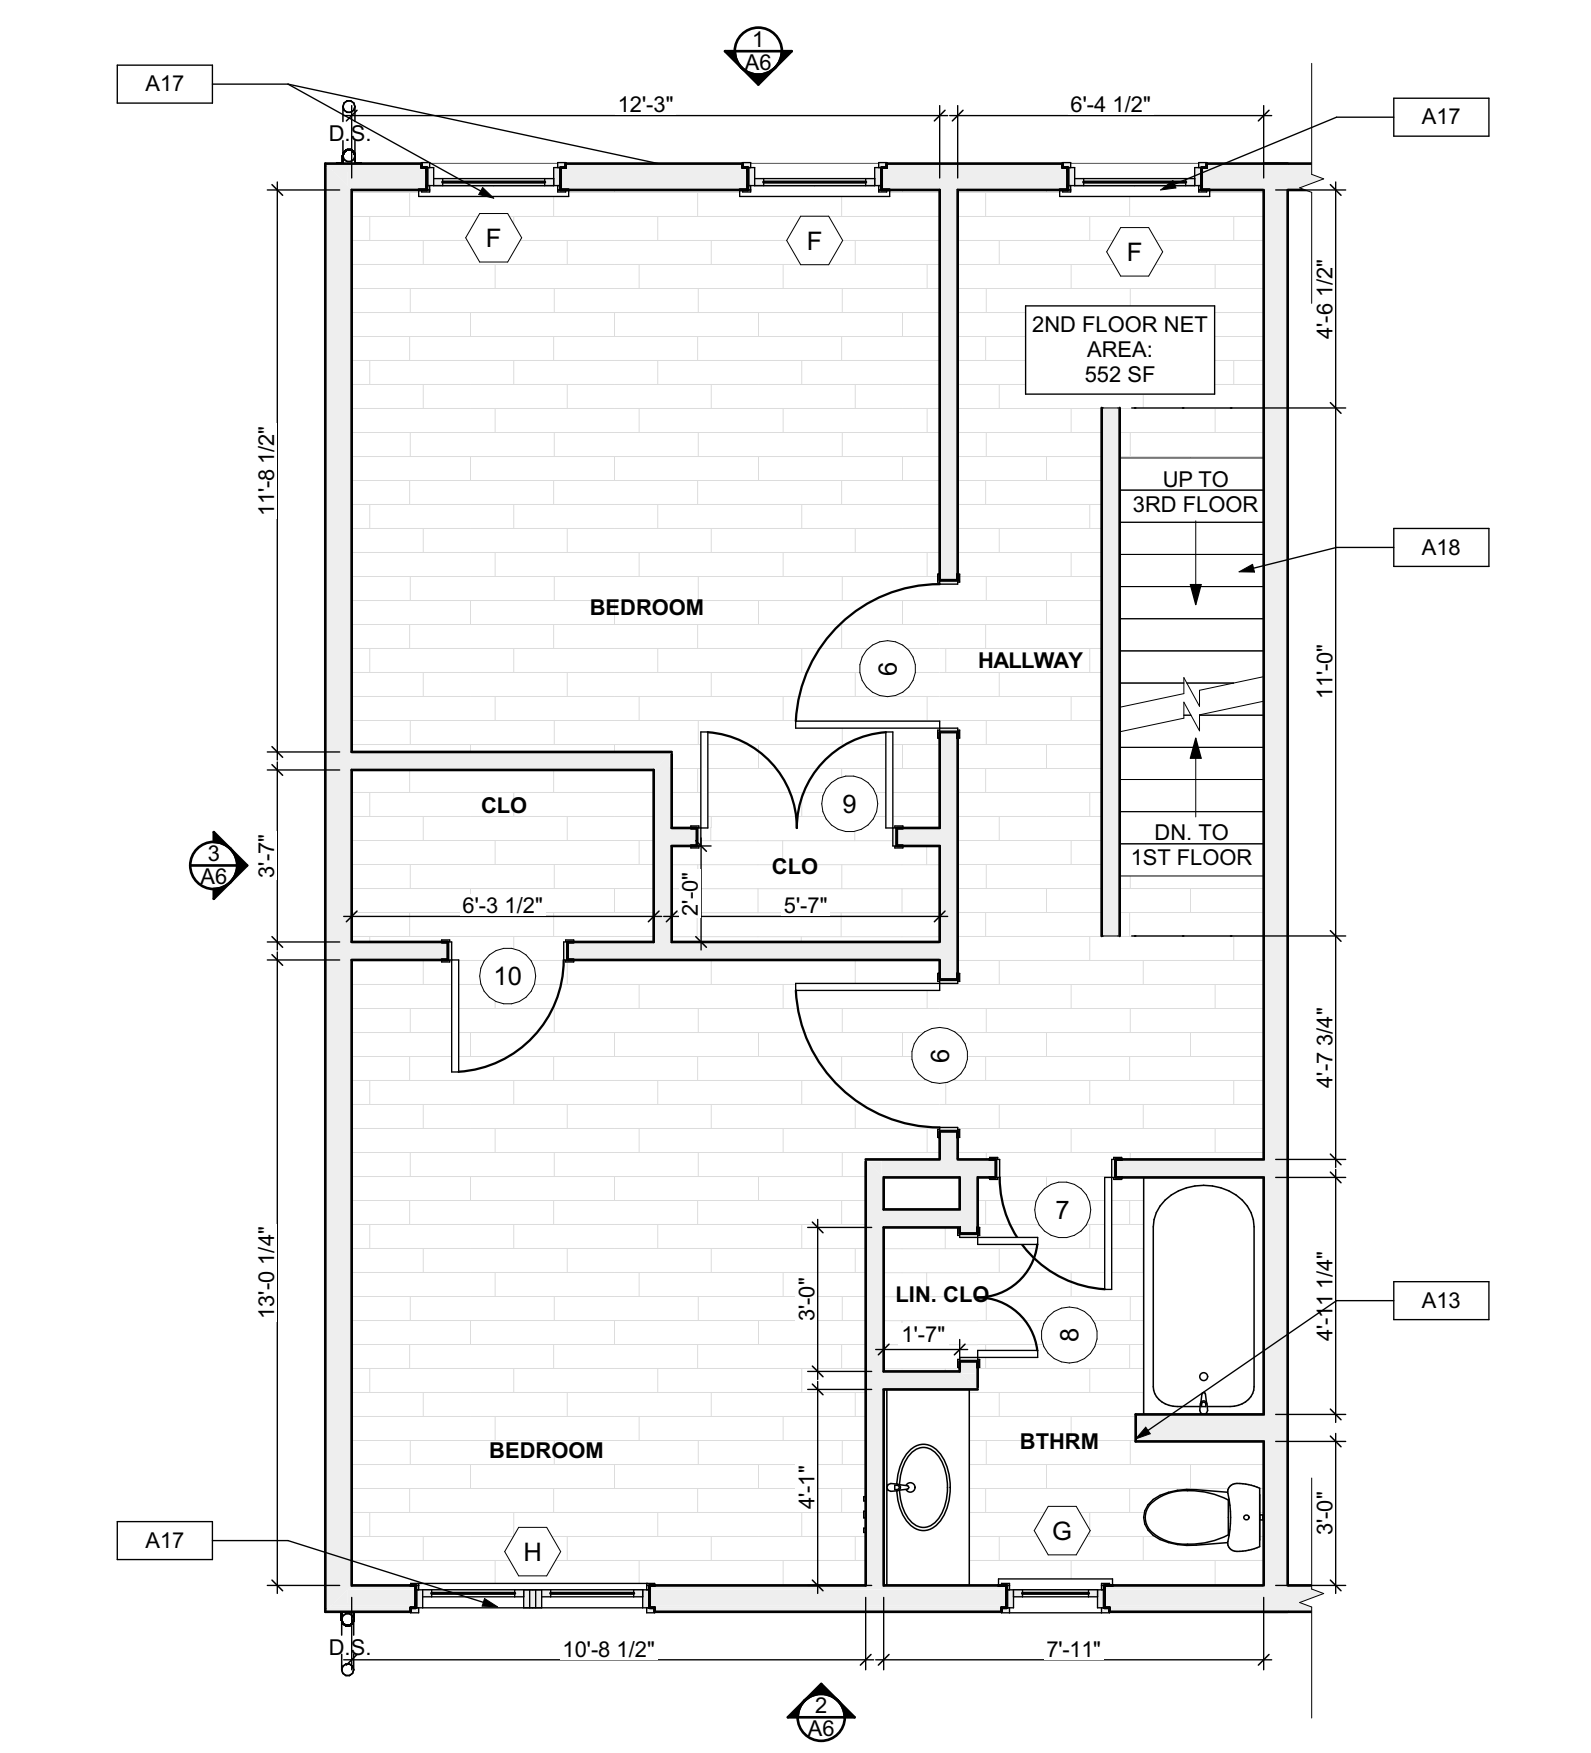 1
A6
A17
12'-3"
6'-4 1/2"
A17
D.S.
F
F
F
2ND FLOOR NET
AREA:
552 SF
4'-6 1/2"
11'-8 1/2"
UP TO
3RD FLOOR
A18
BEDROOM
6
HALLWAY
11'-0"
CLO
9
3
A6
3'-7"
CLO
DN. TO
1ST FLOOR
6'-3 1/2"
2'-0"
5'-7"
10
6
4'-7 3/4"
13'-0 1/4"
7
3'-0"
LIN. CLO
1'-7"
8
4'-11 1/4"
A13
BEDROOM
BTHRM
4'-1"
3'-0"
A17
H
G
D.S.
10'-8 1/2"
7'-11"
2
A6